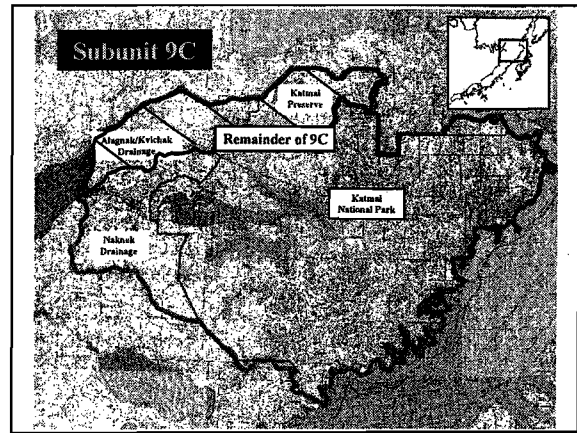 Subunit 9C
Katmai
Preserve
Alagnak/Kvichak
Drainage
Remainder of 9C
Katmai
National Park
Naknek
Drainage